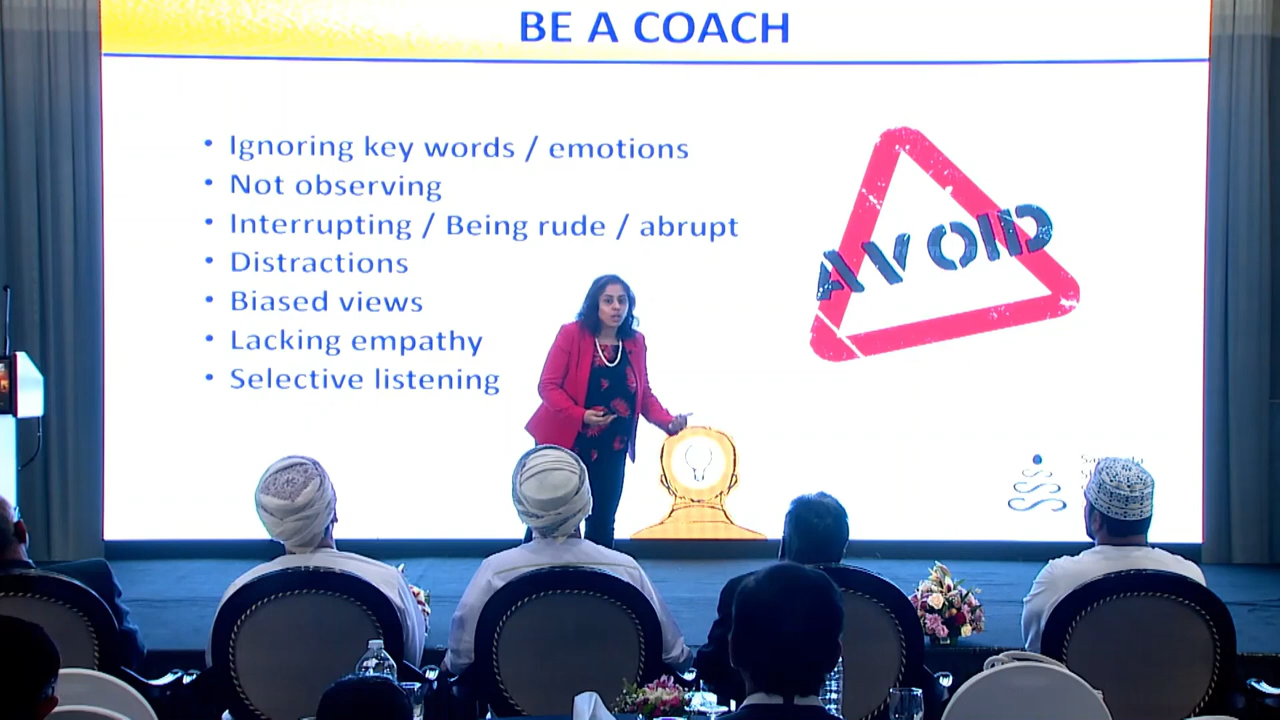 BE A COACH
• Ignoring key words / emotions
• Not observing
• Interrupting / Being rude / abrupt
• Distractions
• Biased views
• Lacking empathy
• Selective listening
AVOID